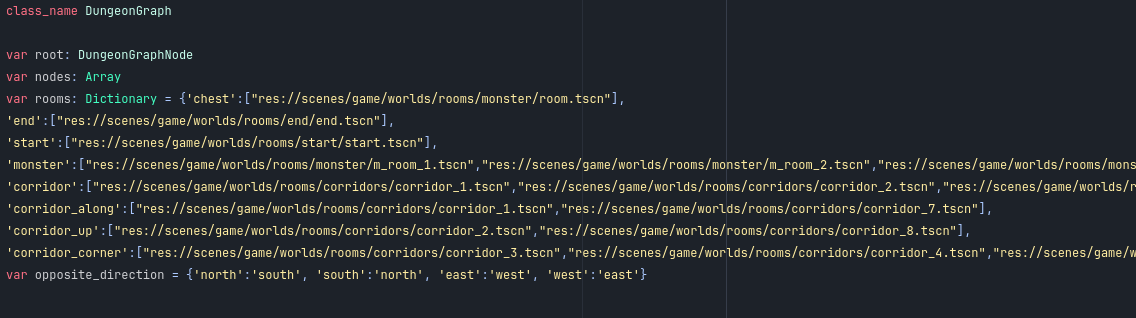 class_name DungeonGraph
var root: DungeonGraphNode
var nodes: Array
var rooms: Dictionary = {'chest':["res://scenes/game/worlds/rooms/monster/room.tscn"],
'end':["res://scenes/game/worlds/rooms/end/end.tscn"],
'start':["res://scenes/game/worlds/rooms/start/start.tscn"],
'monster':["res://scenes/game/worlds/rooms/monster/m_room_1.tscn","res://scenes/game/worlds/rooms/monster/m_room_2.tscn","res://scenes/game/worlds/rooms/mons
'corridor':["res://scenes/game/worlds/rooms/corridors/corridor_1.tscn","res://scenes/game/worlds/rooms/corridors/corridor_2.tscn","res://scenes/game/worlds/r
'corridor_along':["res://scenes/game/worlds/rooms/corridors/corridor_1.tscn","res://scenes/game/worlds/rooms/corridors/corridor_7.tscn"],
'corridor_up':["res://scenes/game/worlds/rooms/corridors/corridor_2.tscn","res://scenes/game/worlds/rooms/corridors/corridor_8.tscn"],
'corridor_corner':["res://scenes/game/worlds/rooms/corridors/corridor_3.tscn","res://scenes/game/worlds/rooms/corridors/corridor_4.tscn","res://scenes/game/w
var opposite_direction = {'north':'south', 'south':'north', 'east':'west', 'west':'east'}